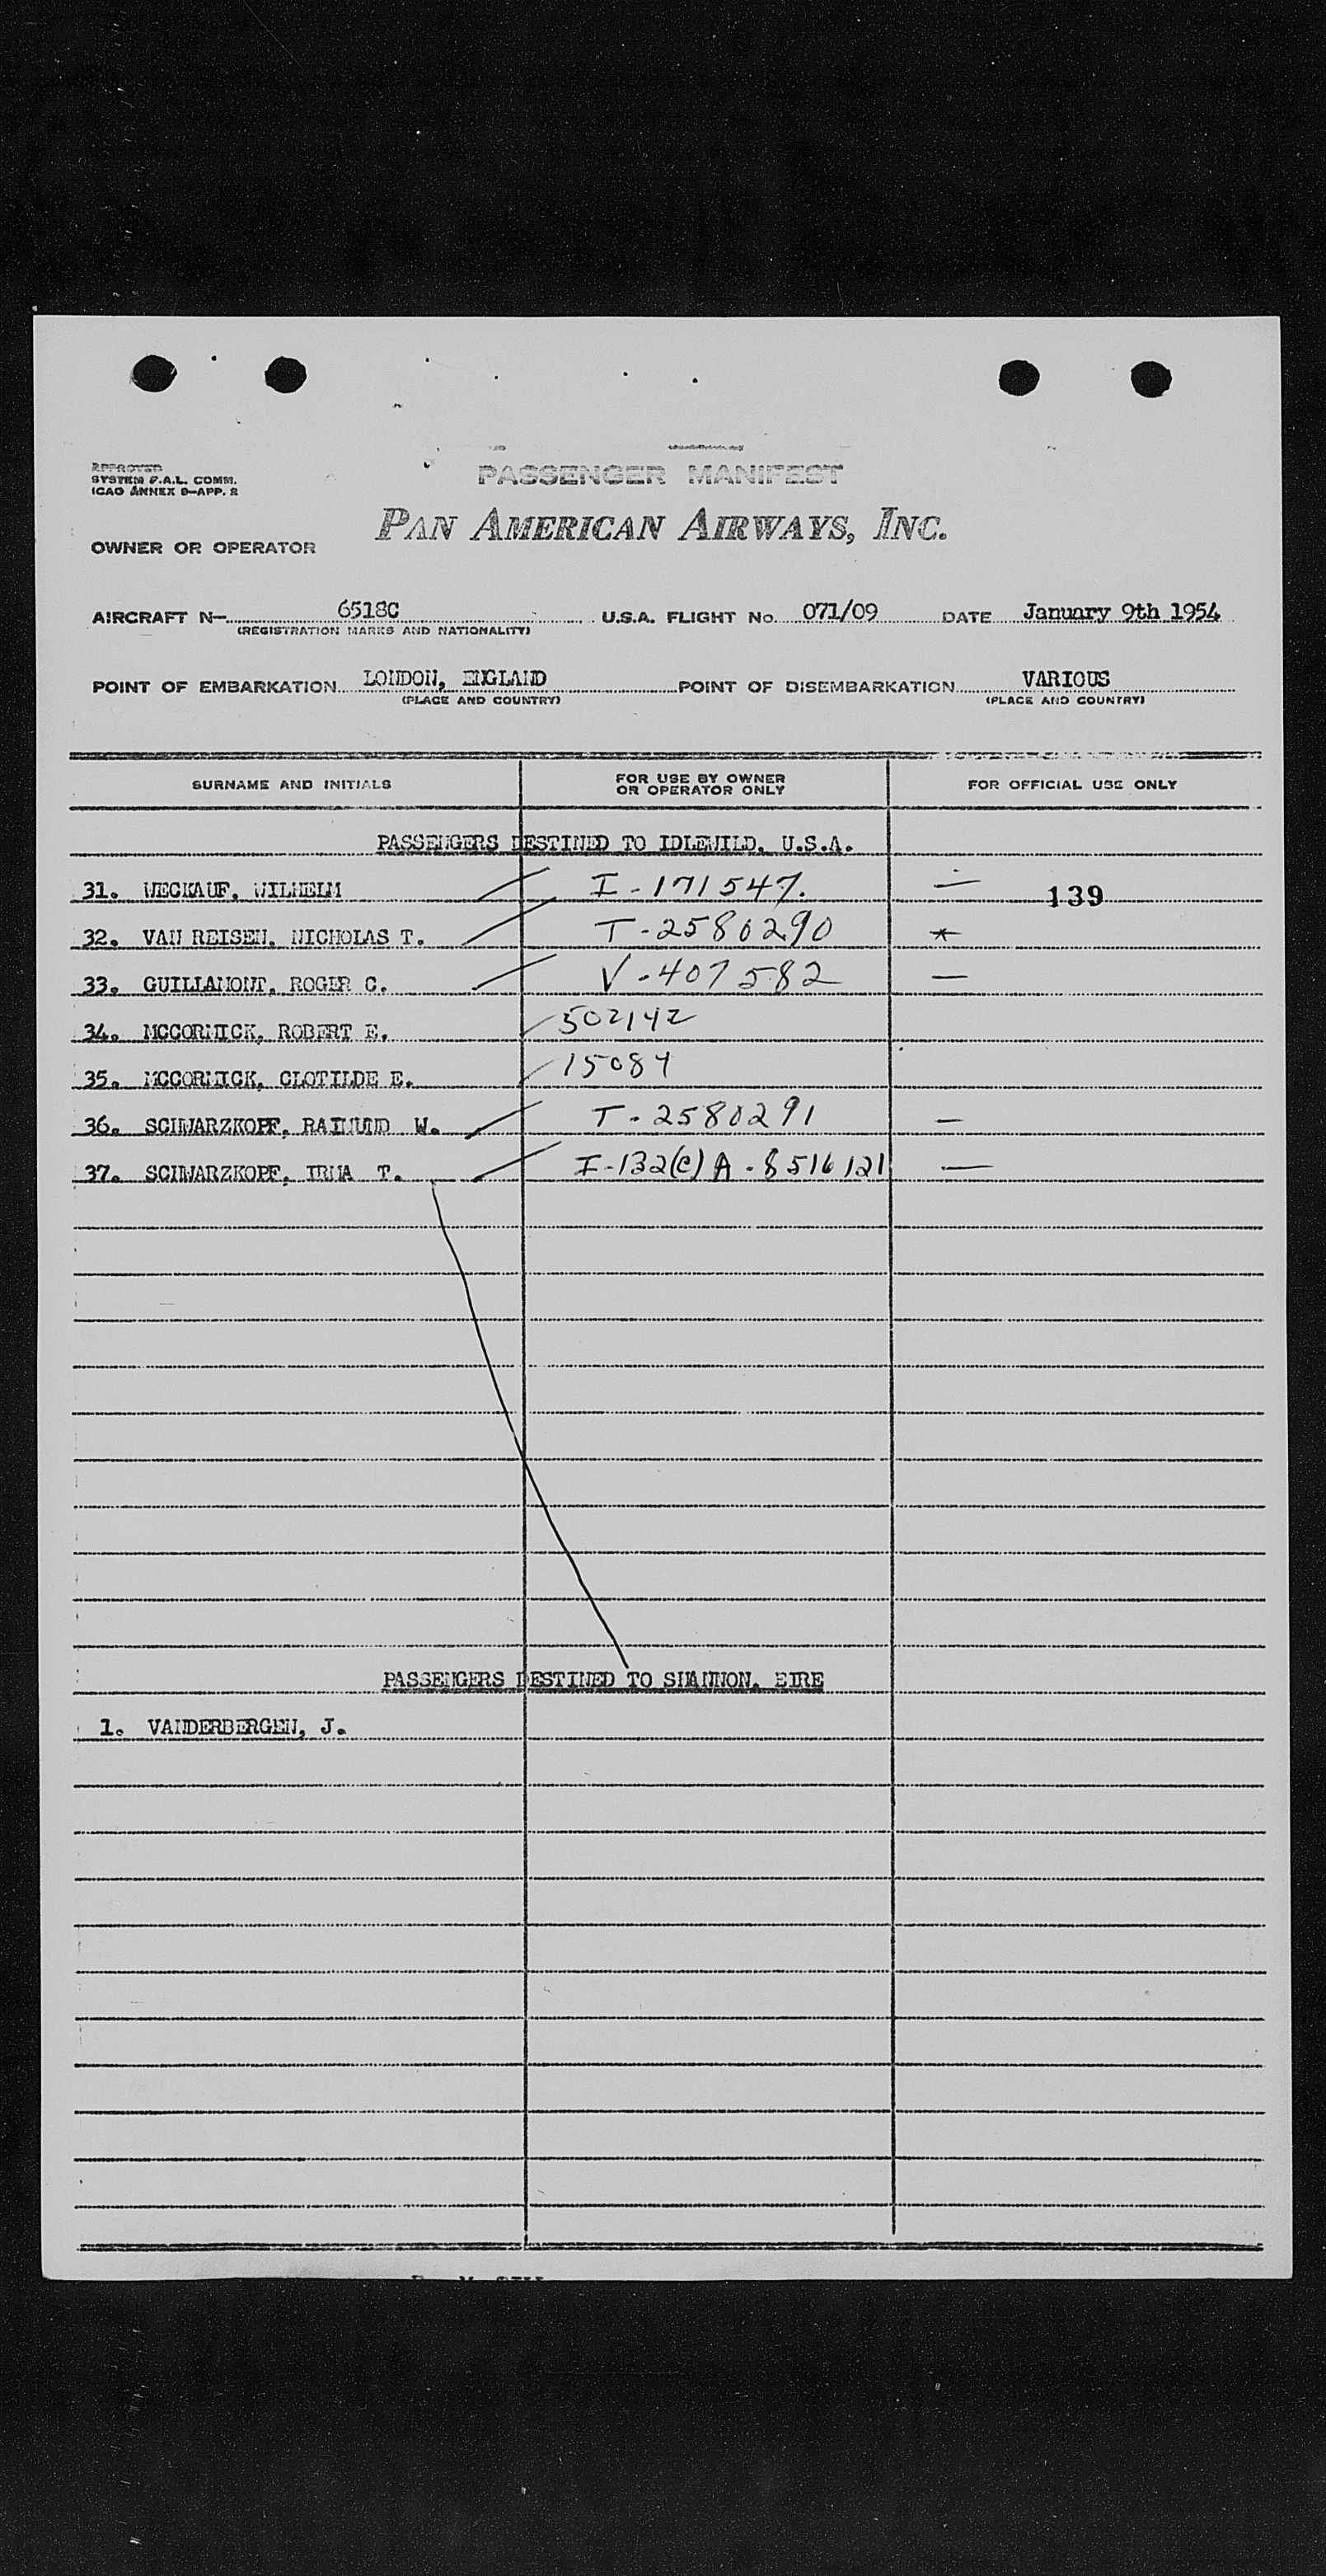 APPROVED
SYSTEM F.A.L. COMM.
ICAO ANNEX 9-APP. 2
PASSENGER MANIFEST
OWNER OR OPERATOR PAN AMERICAN AIRWAYS, INC.
AIRCRAFT N- 6518C U.S.A. FLIGHT No. 071/09 DATE January 9th 1954
(REGISTRATION MARKS AND NATIONALITY)
POINT OF EMBARKATION LONDON, ENGLAND POINT OF DISEMBARKATION VARIOUS
(PLACE AND COUNTRY) (PLACE AND COUNTRY)
SURNAME AND INITIALS FOR USE BY OWNER OR OPERATOR ONLY FOR OFFICIAL USE ONLY
PASSENGERS DESTINED TO IDLEWILD, U.S.A.
31. WECKAUF, WILHELM I-171547. 139
32. VAN REISEN, NICHOLAS T. T-2580290
33. GUILLAMONT, ROGER C. V-407582
34. MCCORMICK, ROBERT E. 502142
35. MCCORMICK, CLOTILDE E. 15084
36. SCHWARZKOPF, RAIMUND W. T-2580291
37. SCHWARZKOPF, IRMA T. I-132(c) A-8516121
PASSENGERS DESTINED TO SHANNON, EIRE
1. VANDERBERGEN, J.